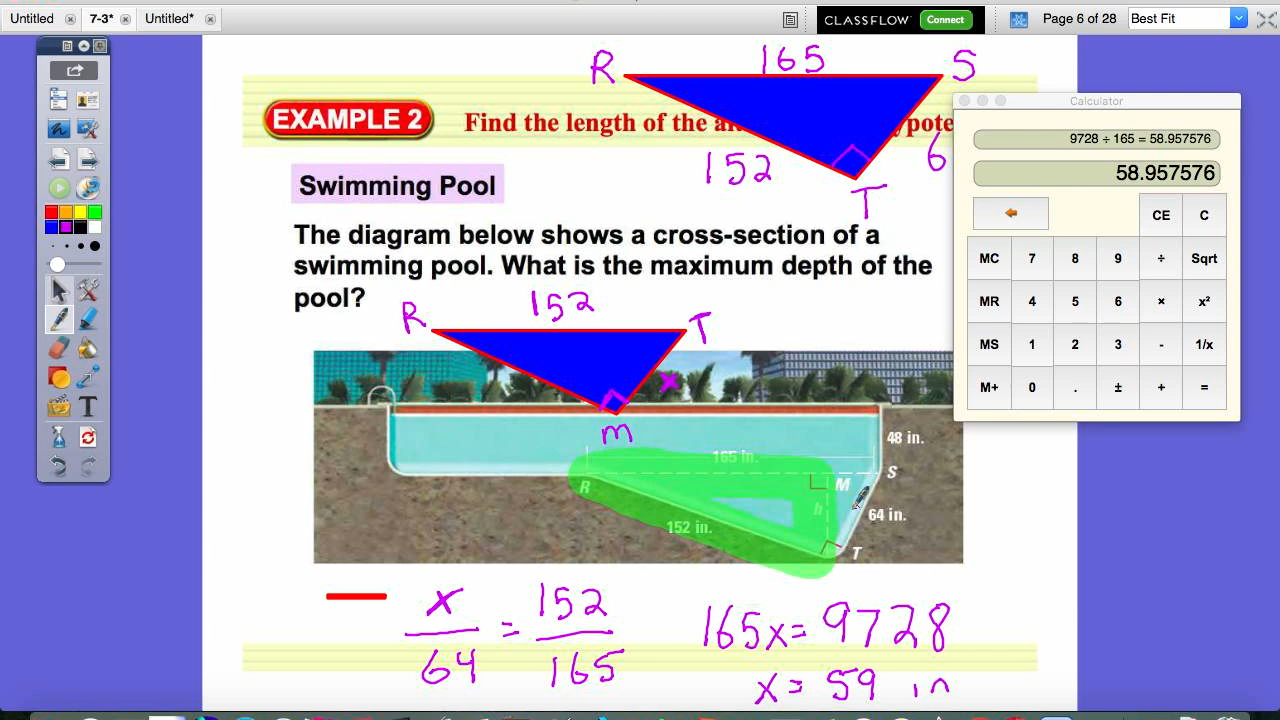 Untitled
7-3*
Untitled*
CLASSFLOW
Connect
Page 6 of 28
Best Fit
R
165
S
EXAMPLE 2
Find the length of the
152
6
T
Calculator
9728 ÷ 165 = 58.957576
58.957576
CE C
MC 7 8 9 ÷ Sqrt
MR 4 5 6 × x²
MS 1 2 3 - 1/x
M+ 0 . ± + =
Swimming Pool
The diagram below shows a cross-section of a
swimming pool. What is the maximum depth of the
pool?
R
152
T
x
m
48 in.
165 in.
R
M
S
h
64 in.
152 in.
T
x/64 = 152/165
165x = 9728
x = 59 in
T